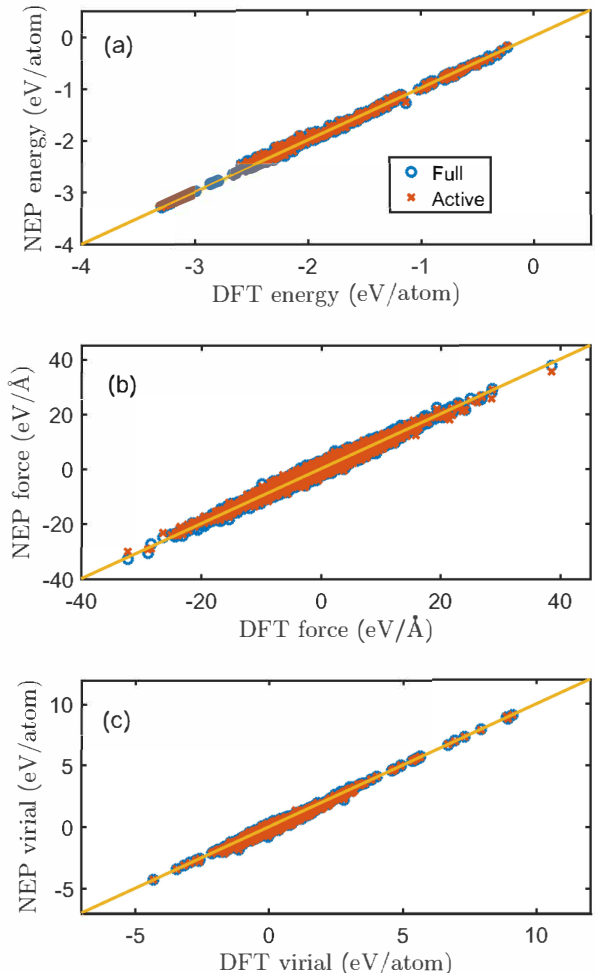 (a)
NEP energy (eV/atom)
0
-1
-2
-3
-4
Full
Active
-4 -3 -2 -1 0
DFT energy (eV/atom)
(b)
NEP force (eV/Å)
40
20
0
-20
-40
-40 -20 0 20 40
DFT force (eV/Å)
(c)
NEP virial (eV/atom)
10
5
0
-5
-5 0 5 10
DFT virial (eV/atom)